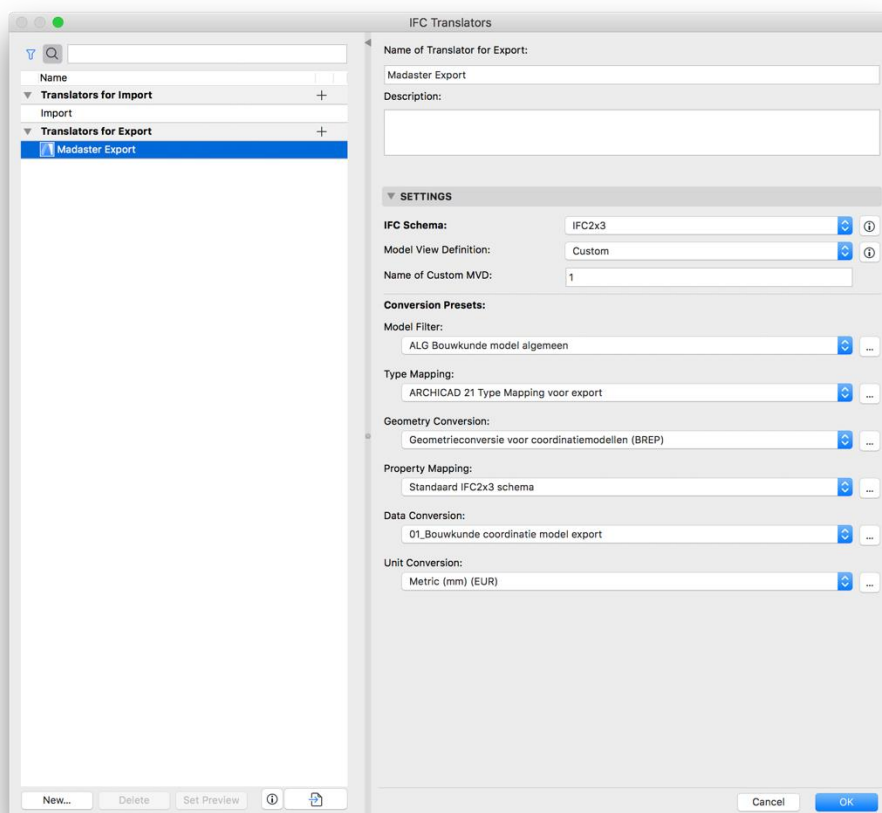 IFC Translators
Name
Translators for Import
+
Import
Translators for Export
+
Madaster Export
New...
Delete
Set Preview
Name of Translator for Export:
Madaster Export
Description:
SETTINGS
IFC Schema:
IFC2x3
Model View Definition:
Custom
Name of Custom MVD:
1
Conversion Presets:
Model Filter:
ALG Bouwkunde model algemeen
...
Type Mapping:
ARCHICAD 21 Type Mapping voor export
...
Geometry Conversion:
Geometrieconversie voor coordinatiemodellen (BREP)
...
Property Mapping:
Standaard IFC2x3 schema
...
Data Conversion:
01_Bouwkunde coordinatie model export
...
Unit Conversion:
Metric (mm) (EUR)
...
Cancel
OK